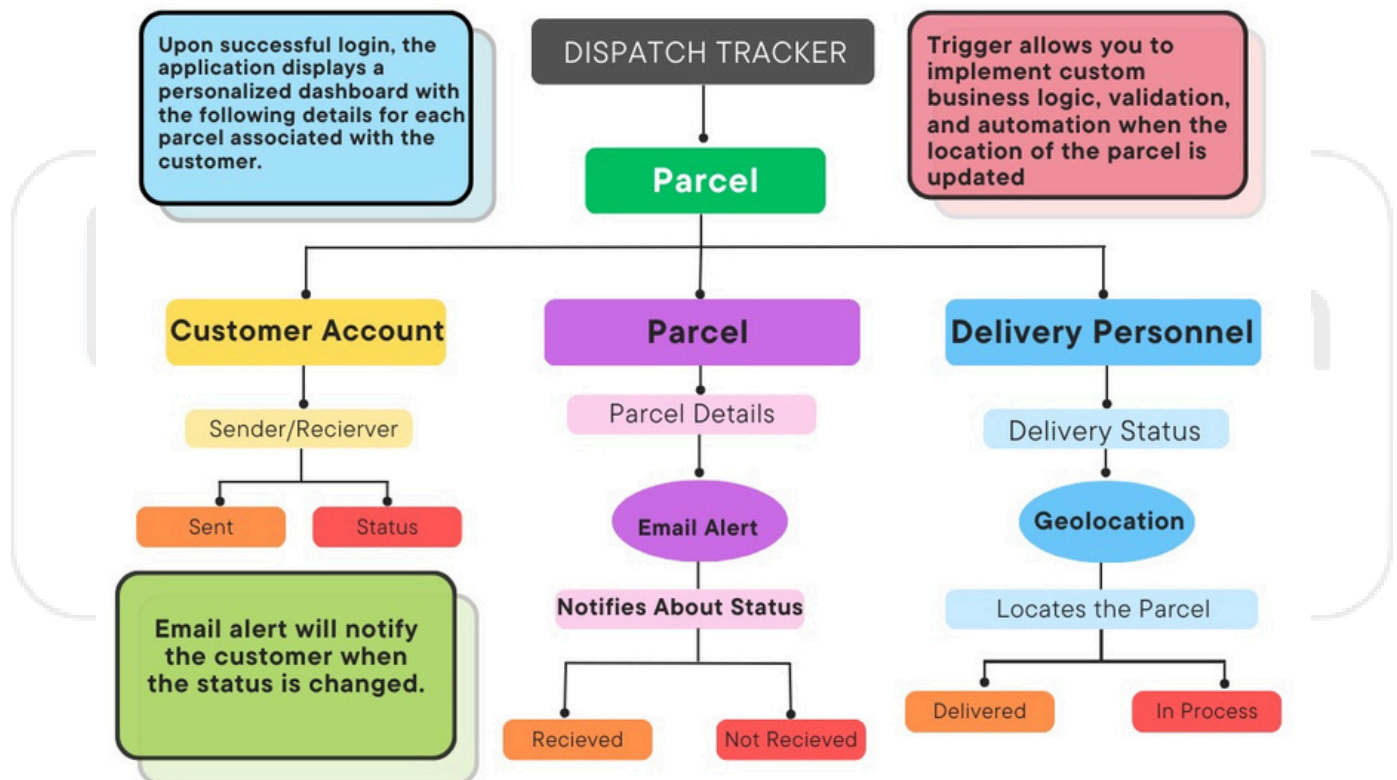 Upon successful login, the
application displays a
personalized dashboard with
the following details for each
parcel associated with the
customer.
DISPATCH TRACKER
Trigger allows you to
implement custom
business logic, validation,
and automation when the
location of the parcel is
updated
Parcel
Customer Account
Parcel
Delivery Personnel
Sender/Recierver
Parcel Details
Delivery Status
Sent
Status
Email Alert
Geolocation
Notifies About Status
Locates the Parcel
Email alert will notify
the customer when
the status is changed.
Recieved
Not Recieved
Delivered
In Process